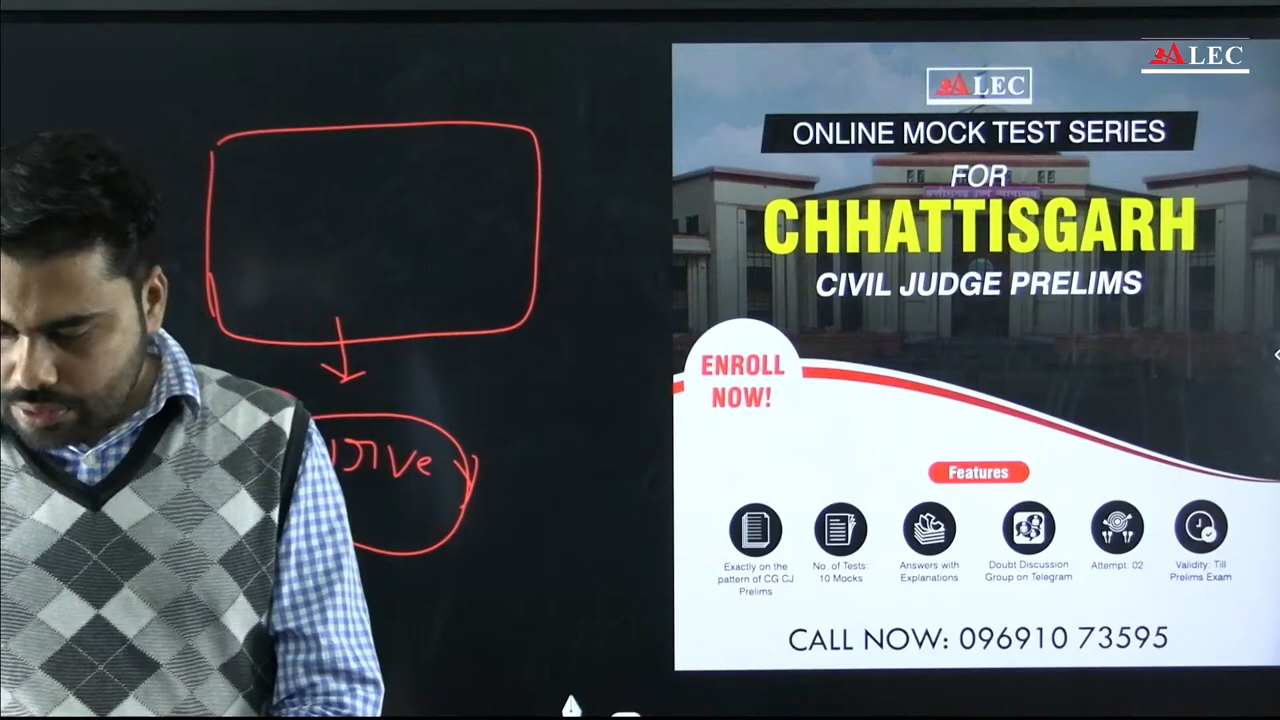 ALEC
ALEC
ONLINE MOCK TEST SERIES
FOR
CHHATTISGARH
CIVIL JUDGE PRELIMS
ENROLL
NOW!
Features
Exactly on the
pattern of CG CJ
Prelims
No. of Tests:
10 Mocks
Answers with
Explanations
Doubt Discussion
Group on Telegram
Attempt: 02
Validity: Till
Prelims Exam
CALL NOW: 096910 73595